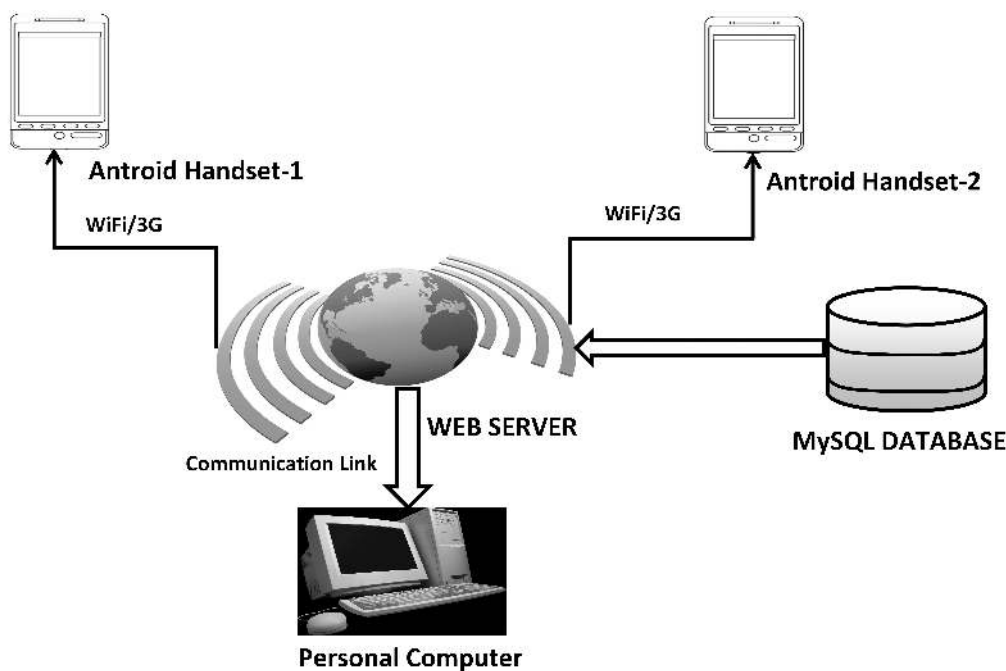 Antroid Handset-1
Antroid Handset-2
WiFi/3G
WiFi/3G
WEB SERVER
MySQL DATABASE
Communication Link
Personal Computer